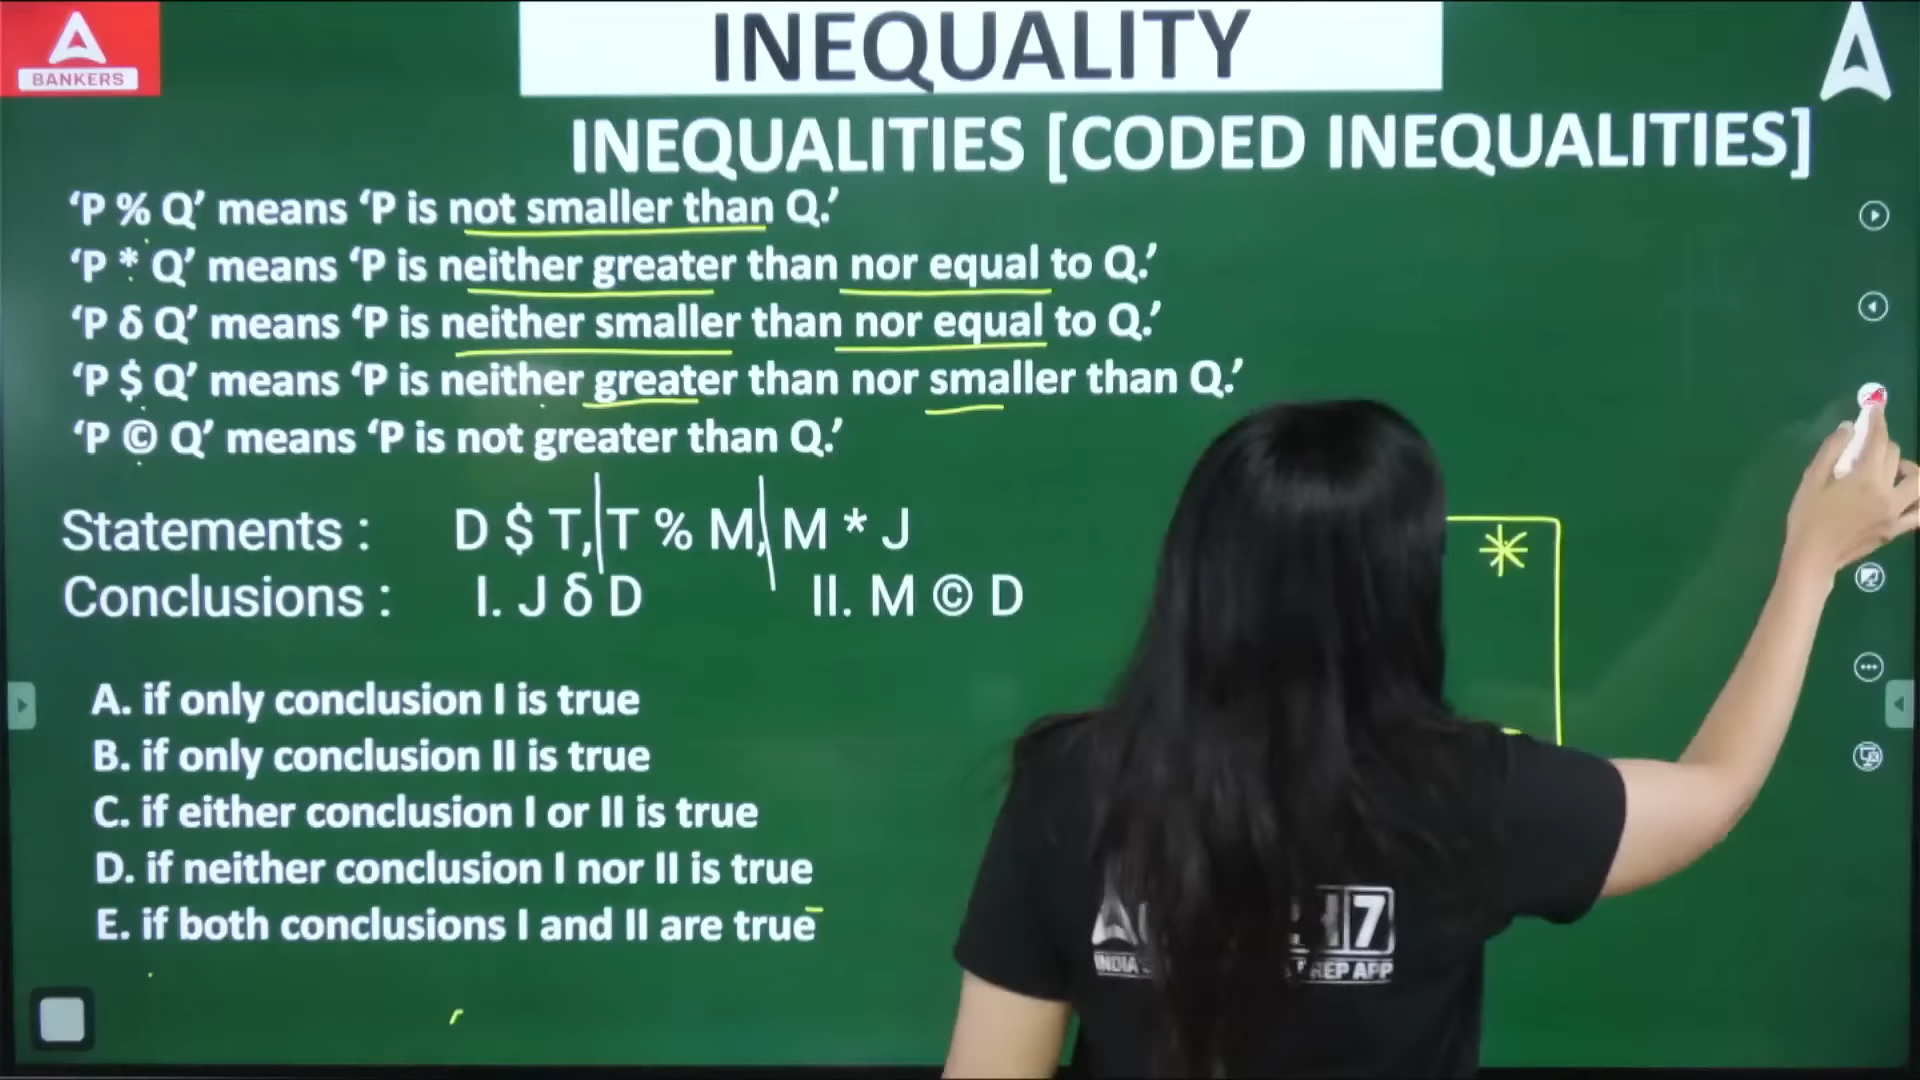 BANKERS
INEQUALITY
INEQUALITIES [CODED INEQUALITIES]
‘P % Q’ means ‘P is not smaller than Q.’
‘P * Q’ means ‘P is neither greater than nor equal to Q.’
‘P δ Q’ means ‘P is neither smaller than nor equal to Q.’
‘P $ Q’ means ‘P is neither greater than nor smaller than Q.’
‘P © Q’ means ‘P is not greater than Q.’
Statements : D $ T, T % M, M * J
Conclusions : I. J δ D II. M © D
*
A. if only conclusion I is true
B. if only conclusion II is true
C. if either conclusion I or II is true
D. if neither conclusion I nor II is true
E. if both conclusions I and II are true
7
INDIA
APP